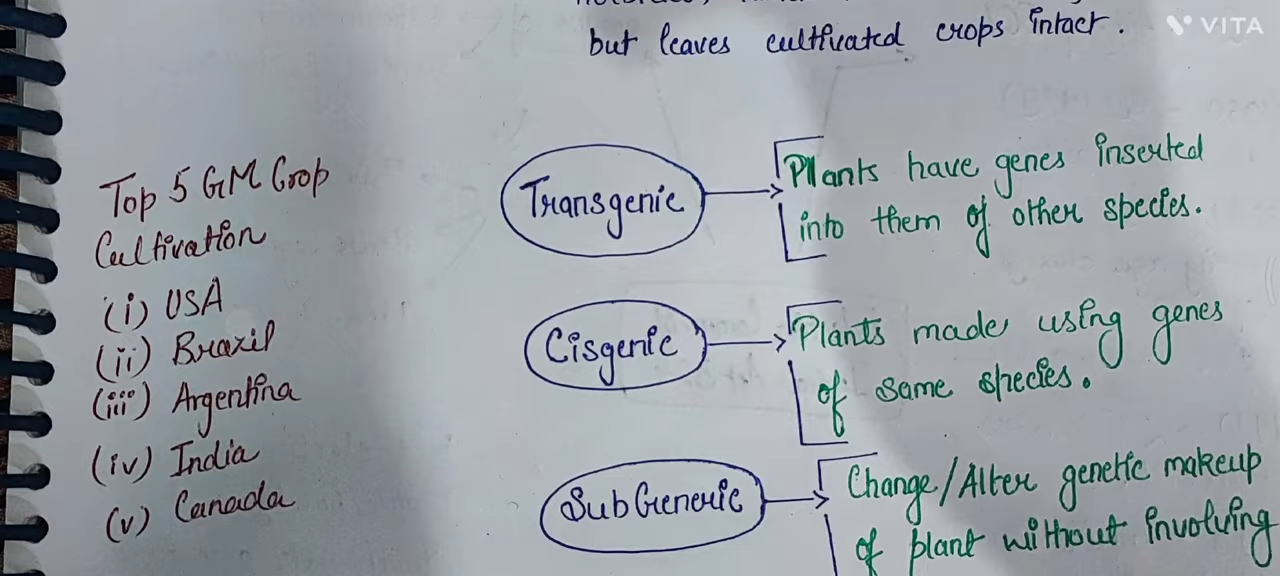 but leaves cultivated crops intact.
VITA
Top 5 GM Crop
Cultivation
(i) USA
(ii) Brazil
(iii) Argentina
(iv) India
(v) Canada
Transgenic
Plants have genes inserted
into them of other species.
Cisgenic
Plants made using genes
of same species.
SubGeneric
Change/Alter genetic makeup
of plant without involving